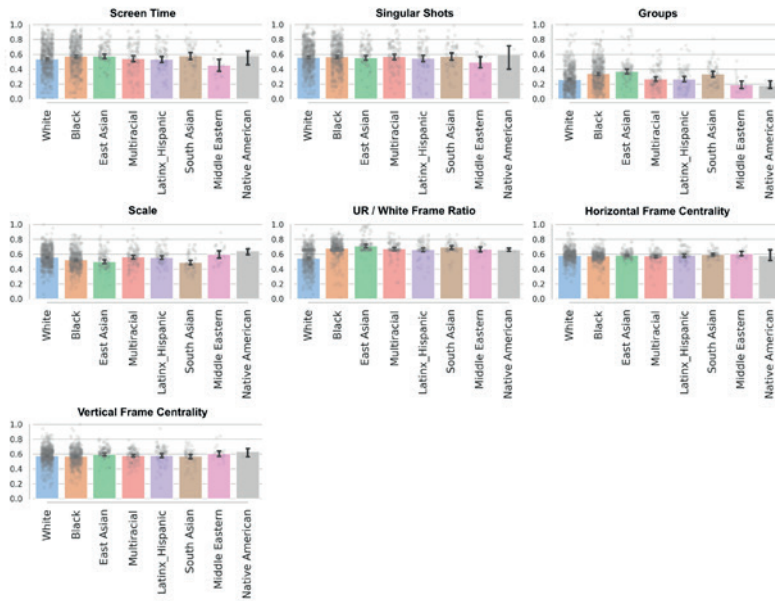 Screen Time
1.0
0.8
0.6
0.4
0.2
0.0
White
Black
East Asian
Multiracial
Latinx_Hispanic
South Asian
Middle Eastern
Native American
Singular Shots
1.0
0.8
0.6
0.4
0.2
0.0
White
Black
East Asian
Multiracial
Latinx_Hispanic
South Asian
Middle Eastern
Native American
Groups
1.0
0.8
0.6
0.4
0.2
0.0
White
Black
East Asian
Multiracial
Latinx_Hispanic
South Asian
Middle Eastern
Native American
Scale
1.0
0.8
0.6
0.4
0.2
0.0
White
Black
East Asian
Multiracial
Latinx_Hispanic
South Asian
Middle Eastern
Native American
UR / White Frame Ratio
1.0
0.8
0.6
0.4
0.2
0.0
White
Black
East Asian
Multiracial
Latinx_Hispanic
South Asian
Middle Eastern
Native American
Horizontal Frame Centrality
1.0
0.8
0.6
0.4
0.2
0.0
White
Black
East Asian
Multiracial
Latinx_Hispanic
South Asian
Middle Eastern
Native American
Vertical Frame Centrality
1.0
0.8
0.6
0.4
0.2
0.0
White
Black
East Asian
Multiracial
Latinx_Hispanic
South Asian
Middle Eastern
Native American